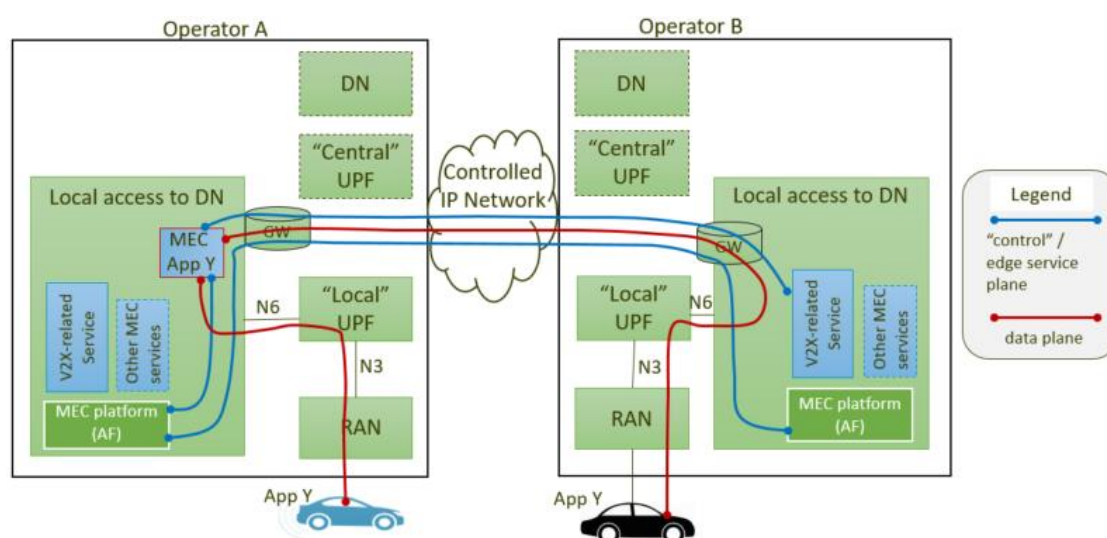 Operator A
Operator B
DN
"Central"
UPF
Local access to DN
MEC
App Y
GW
"Local"
UPF
N6
N3
V2X-related
Service
Other MEC
services
MEC platform
(AF)
RAN
App Y
Controlled
IP Network
DN
"Central"
UPF
Local access to DN
GW
"Local"
UPF
N6
N3
V2X-related
Service
Other MEC
services
MEC platform
(AF)
RAN
App Y
Legend
"control" /
edge service
plane
data plane